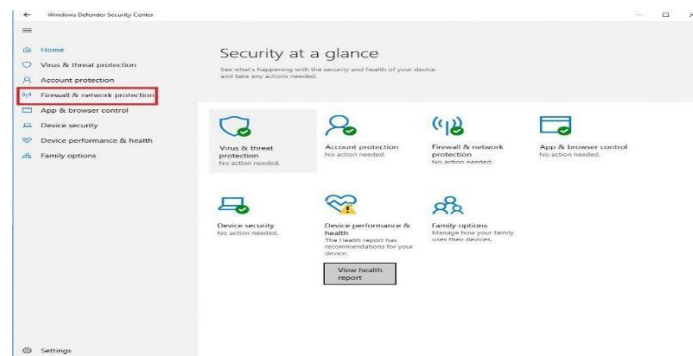 Windows Defender Security Center
Home
Virus & threat protection
Account protection
Firewall & network protection
App & browser control
Device security
Device performance & health
Family options
Settings
Security at a glance
See what's happening with the security and health of your device
and take any actions needed.
Virus & threat
protection
No action needed.
Account protection
No action needed.
Firewall & network
protection
No action needed.
App & browser control
No action needed.
Device security
No action needed.
Device performance &
health
The Health report has
recommendations for your
device.
View health
report
Family options
Manage how your family
uses their devices.